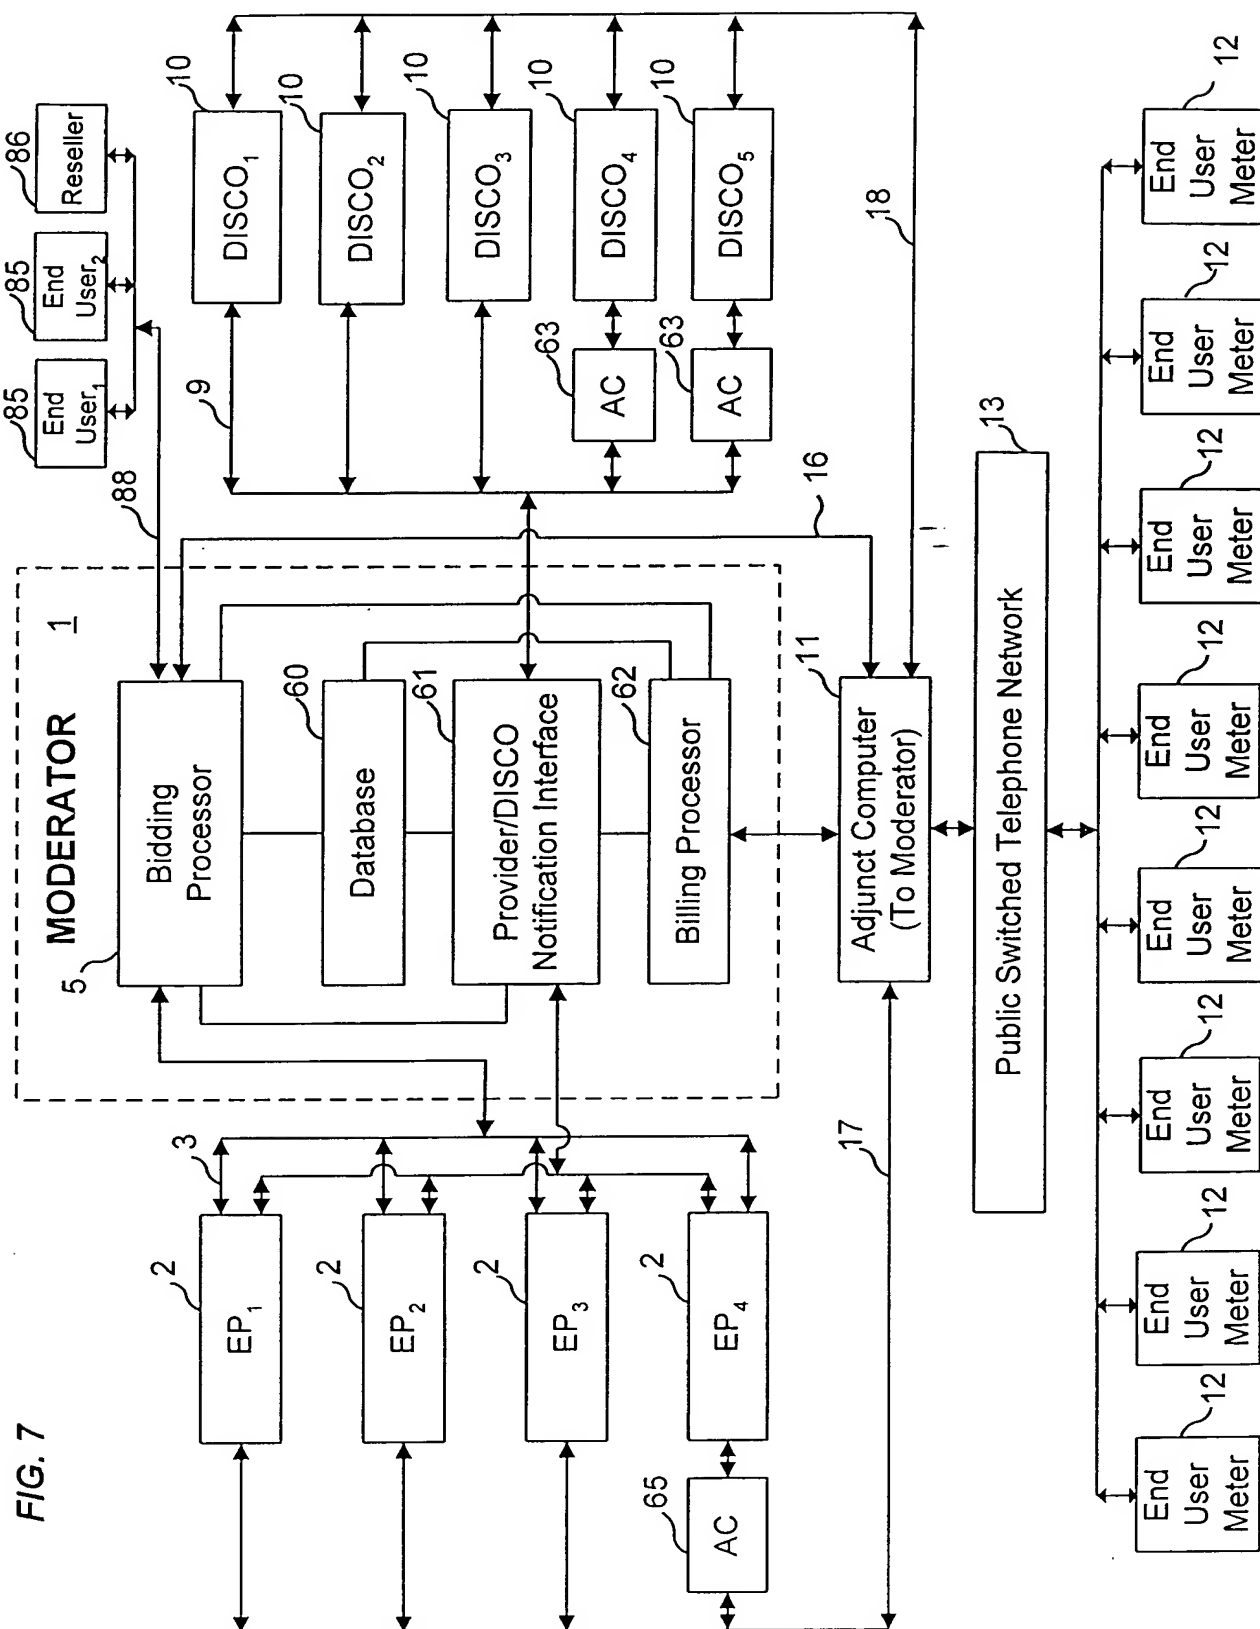 FIG. 7
MODERATOR
1
5
Bidding
Processor
60
Database
61
Provider/DISCO
Notification Interface
62
Billing Processor
88
85
End
User1
85
End
User2
86
Reseller
3
2
EP1
2
EP2
2
EP3
2
EP4
65
AC
9
10
DISCO1
10
DISCO2
10
DISCO3
10
DISCO4
10
DISCO5
63
AC
63
AC
16
17
18
11
Adjunct Computer
(To Moderator)
13
Public Switched Telephone Network
12
End
User
Meter
12
End
User
Meter
12
End
User
Meter
12
End
User
Meter
12
End
User
Meter
12
End
User
Meter
12
End
User
Meter
12
End
User
Meter